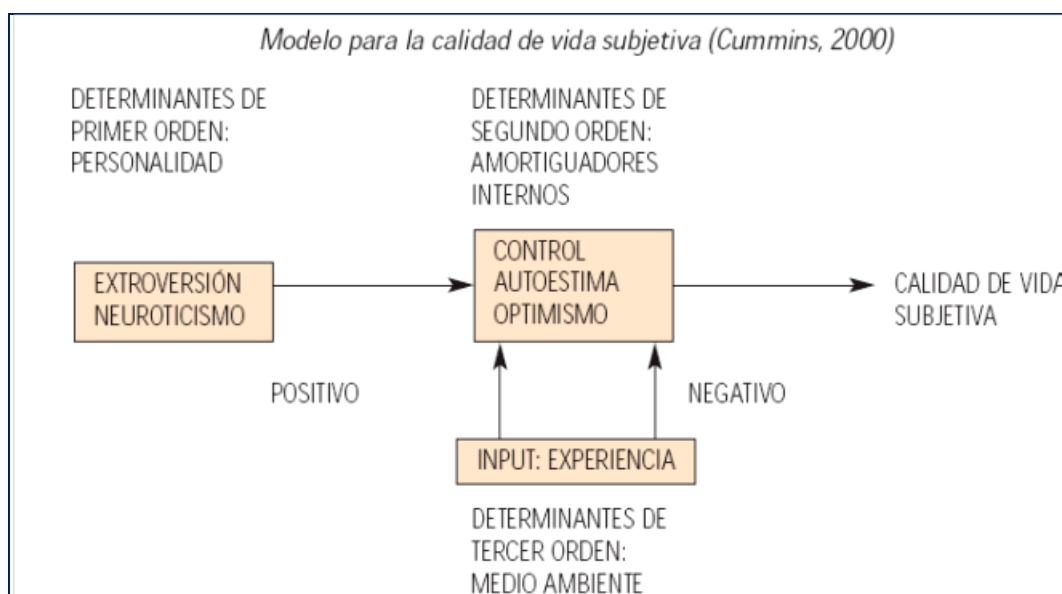 Modelo para la calidad de vida subjetiva (Cummins, 2000)
DETERMINANTES DE
PRIMER ORDEN:
PERSONALIDAD
DETERMINANTES DE
SEGUNDO ORDEN:
AMORTIGUADORES
INTERNOS
EXTROVERSIÓN
NEUROTICISMO
CONTROL
AUTOESTIMA
OPTIMISMO
CALIDAD DE VIDA
SUBJETIVA
POSITIVO
NEGATIVO
INPUT: EXPERIENCIA
DETERMINANTES DE
TERCER ORDEN:
MEDIO AMBIENTE